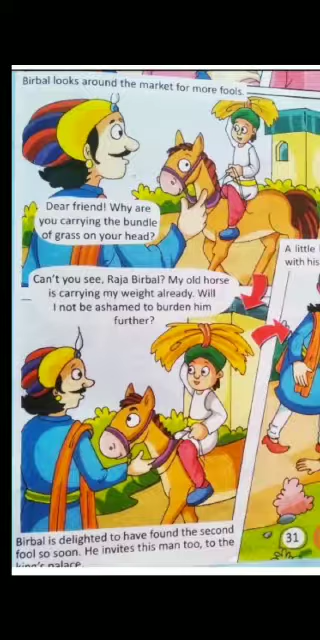 Birbal looks around the market for more fools.
Dear friend! Why are
you carrying the bundle
of grass on your head?
A little
with his
Can't you see, Raja Birbal? My old horse
is carrying my weight already. Will
I not be ashamed to burden him
further?
Birbal is delighted to have found the second
fool so soon. He invites this man too, to the
king's palace.
31